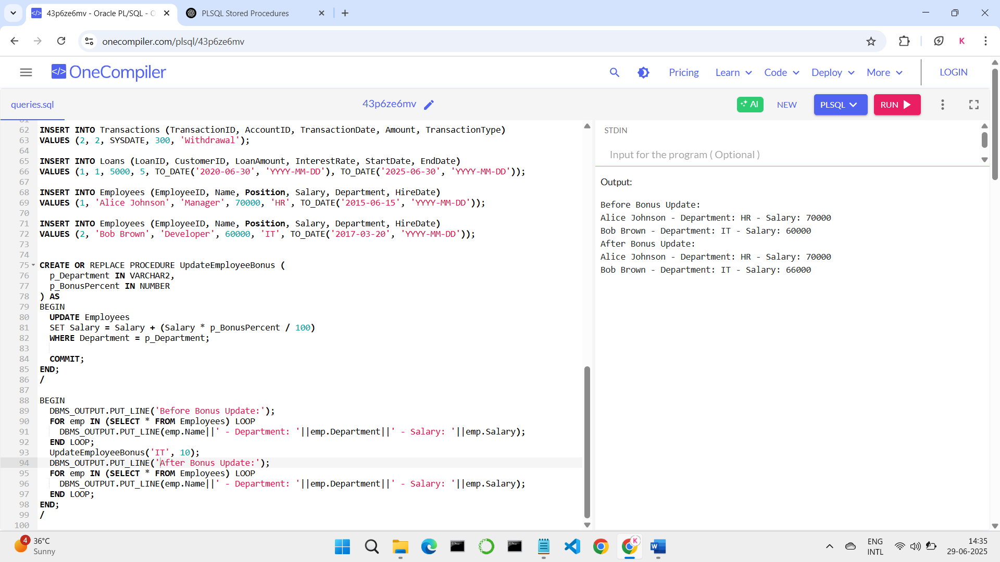 43p6ze6mv - Oracle PL/SQL - O
PLSQL Stored Procedures
onecompiler.com/plsql/43p6ze6mv
K
</> OneCompiler
Pricing
Learn
Code
Deploy
More
LOGIN
queries.sql
43p6ze6mv
AI
NEW
PLSQL
RUN
61
62 INSERT INTO Transactions (TransactionID, AccountID, TransactionDate, Amount, TransactionType)
63 VALUES (2, 2, SYSDATE, 300, 'Withdrawal');
64
65 INSERT INTO Loans (LoanID, CustomerID, LoanAmount, InterestRate, StartDate, EndDate)
66 VALUES (1, 1, 5000, 5, TO_DATE('2020-06-30', 'YYYY-MM-DD'), TO_DATE('2025-06-30', 'YYYY-MM-DD'));
67
68 INSERT INTO Employees (EmployeeID, Name, Position, Salary, Department, HireDate)
69 VALUES (1, 'Alice Johnson', 'Manager', 70000, 'HR', TO_DATE('2015-06-15', 'YYYY-MM-DD'));
70
71 INSERT INTO Employees (EmployeeID, Name, Position, Salary, Department, HireDate)
72 VALUES (2, 'Bob Brown', 'Developer', 60000, 'IT', TO_DATE('2017-03-20', 'YYYY-MM-DD'));
73
74
75 CREATE OR REPLACE PROCEDURE UpdateEmployeeBonus (
76 p_Department IN VARCHAR2,
77 p_BonusPercent IN NUMBER
78 ) AS
79 BEGIN
80 UPDATE Employees
81 SET Salary = Salary + (Salary * p_BonusPercent / 100)
82 WHERE Department = p_Department;
83
84 COMMIT;
85 END;
86 /
87
88 BEGIN
89 DBMS_OUTPUT.PUT_LINE('Before Bonus Update:');
90 FOR emp IN (SELECT * FROM Employees) LOOP
91 DBMS_OUTPUT.PUT_LINE(emp.Name||' - Department: '||emp.Department||' - Salary: '||emp.Salary);
92 END LOOP;
93 UpdateEmployeeBonus('IT', 10);
94 DBMS_OUTPUT.PUT_LINE('After Bonus Update:');
95 FOR emp IN (SELECT * FROM Employees) LOOP
96 DBMS_OUTPUT.PUT_LINE(emp.Name||' - Department: '||emp.Department||' - Salary: '||emp.Salary);
97 END LOOP;
98 END;
99 /
100
STDIN
Input for the program ( Optional )
Output:
Before Bonus Update:
Alice Johnson - Department: HR - Salary: 70000
Bob Brown - Department: IT - Salary: 60000
After Bonus Update:
Alice Johnson - Department: HR - Salary: 70000
Bob Brown - Department: IT - Salary: 66000
4
36°C
Sunny
K
W
ENG
INTL
14:35
29-06-2025